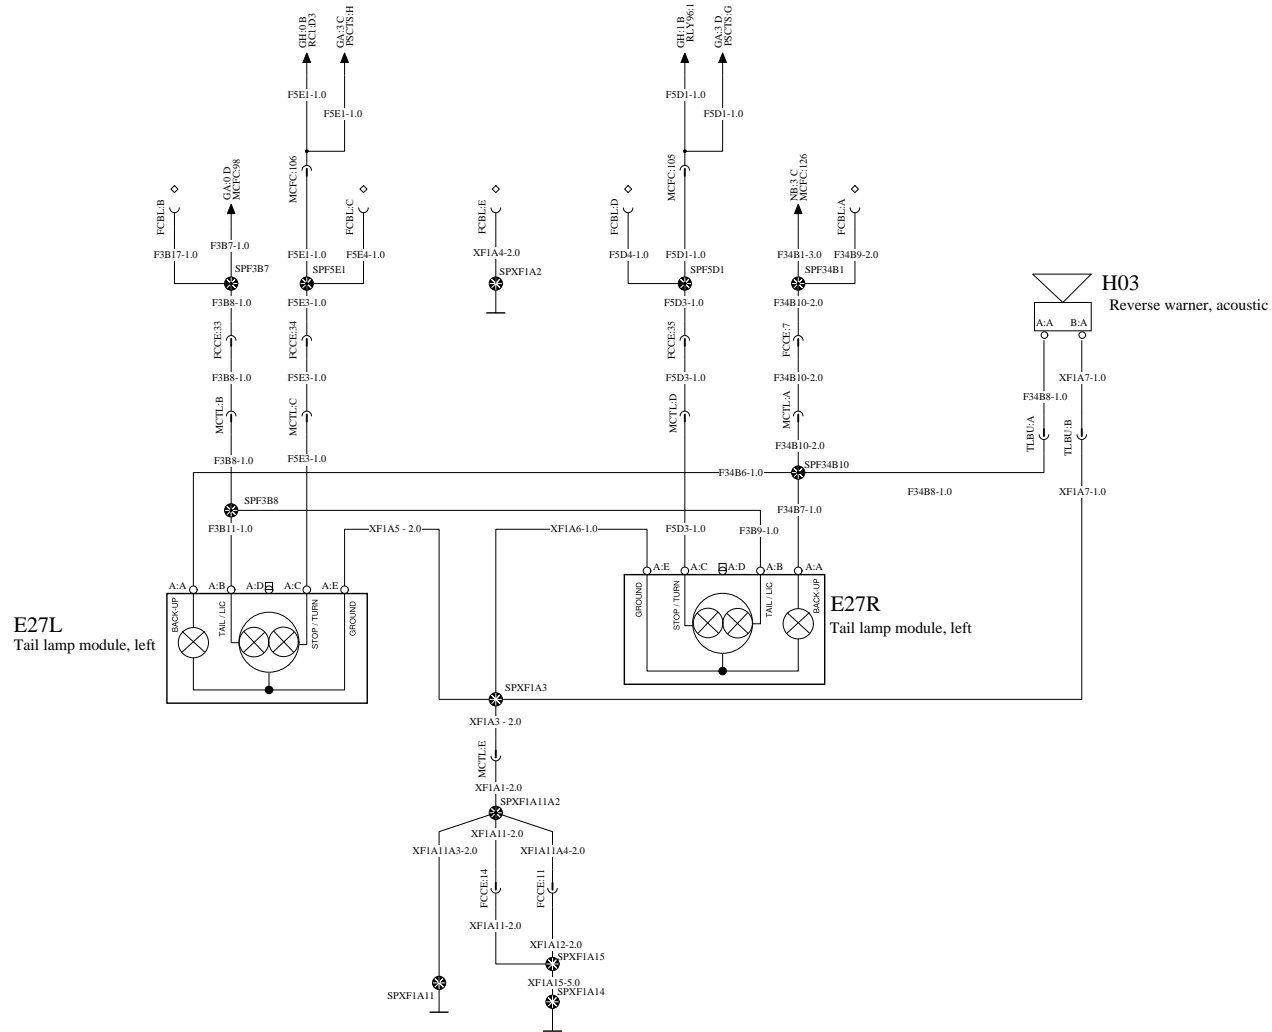 GH:0 B
RC1:D3
GA:3 C
PSCTS:H
GH:1 B
RLY96:1
GA:3 D
PSCTS:G
F5E1-1.0
F5E1-1.0
F5D1-1.0
F5D1-1.0
GA:0 D
MCFC:98
MCFC:106
MCFC:105
NB:3 C
MCFC:126
FCBL:B
FCBL:C
FCBL:E
FCBL:D
FCBL:A
F3B17-1.0
F3B7-1.0
F5E1-1.0
F5E4-1.0
XF1A4-2.0
F5D4-1.0
F5D1-1.0
F34B1-3.0
F34B9-2.0
SPF3B7
SPF5E1
SPXF1A2
SPF5D1
SPF34B1
H03
Reverse warner, acoustic
A:A
B:A
F3B8-1.0
F5E3-1.0
F5D3-1.0
F34B10-2.0
FCCE:33
FCCE:34
FCCE:35
FCCE:7
F3B8-1.0
F5E3-1.0
F5D3-1.0
F34B10-2.0
XF1A7-1.0
F34B8-1.0
MCTL:B
MCTL:C
MCTL:D
MCTL:A
TLBU:A
TLBU:B
F34B10-2.0
F3B8-1.0
F5E3-1.0
F34B6-1.0
SPF34B10
F34B8-1.0
XF1A7-1.0
SPF3B8
F34B7-1.0
F3B11-1.0
XF1A5 - 2.0
XF1A6-1.0
F5D3-1.0
F3B9-1.0
A:A
A:B
A:D
A:C
A:E
A:E
A:C
A:D
A:B
A:A
BACK-UP
TAIL / LIC
STOP / TURN
GROUND
GROUND
STOP / TURN
TAIL / LIC
BACK-UP
E27L
Tail lamp module, left
E27R
Tail lamp module, left
SPXF1A3
XF1A3 - 2.0
MCTL:E
XF1A1-2.0
SPXF1A11A2
XF1A11-2.0
XF1A11A3-2.0
XF1A11A4-2.0
FCCE:14
FCCE:11
XF1A11-2.0
XF1A12-2.0
SPXF1A15
XF1A15-5.0
SPXF1A11
SPXF1A14